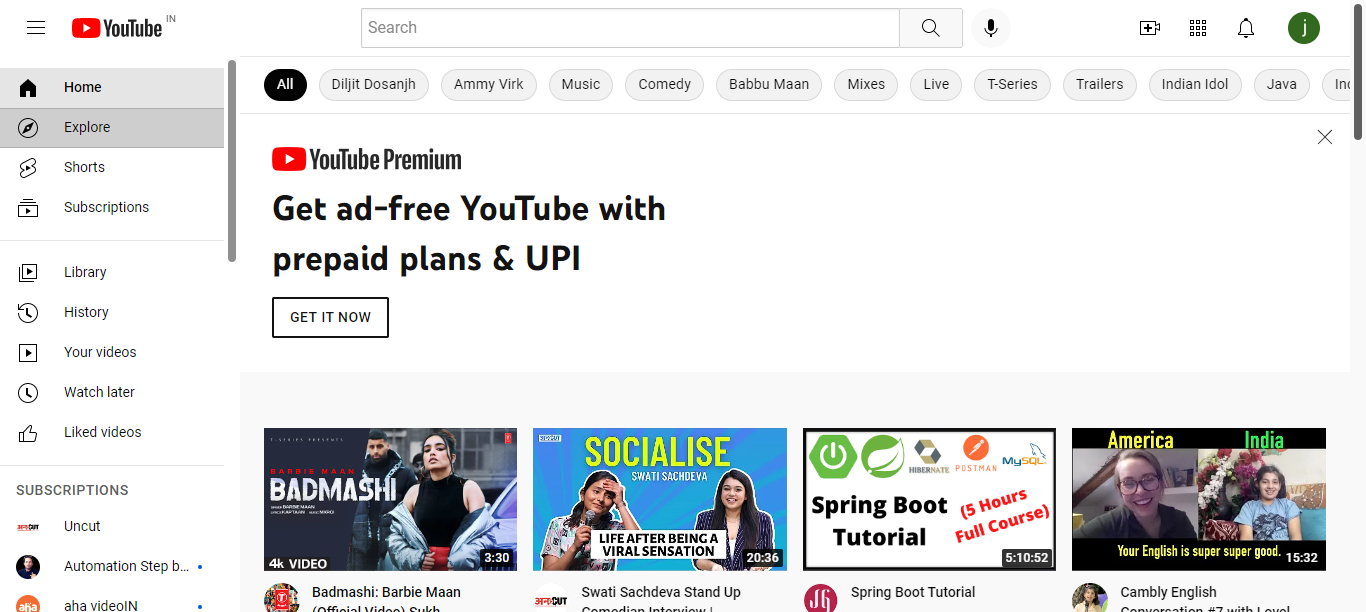 YouTube IN
Search
j
Home
Explore
Shorts
Subscriptions
Library
History
Your videos
Watch later
Liked videos
SUBSCRIPTIONS
Uncut
Automation Step b...
aha videoIN
All
Diljit Dosanjh
Ammy Virk
Music
Comedy
Babbu Maan
Mixes
Live
T-Series
Trailers
Indian Idol
Java
YouTube Premium
Get ad-free YouTube with
prepaid plans & UPI
GET IT NOW
T-SERIES PRESENTS
BARBIE MAAN
BADMASHI
4k VIDEO
3:30
Badmashi: Barbie Maan
(Official Video) Sukh
SOCIALISE
SWATI SACHDEVA
LIFE AFTER BEING A
VIRAL SENSATION
20:36
Swati Sachdeva Stand Up
Comedian Interview |
HIBERNATE
POSTMAN
MySQL
Spring Boot
Tutorial
(5 Hours
Full Course)
5:10:52
Spring Boot Tutorial
America
India
Your English is super super good.
15:32
Cambly English
Conversation #7 with Lovel